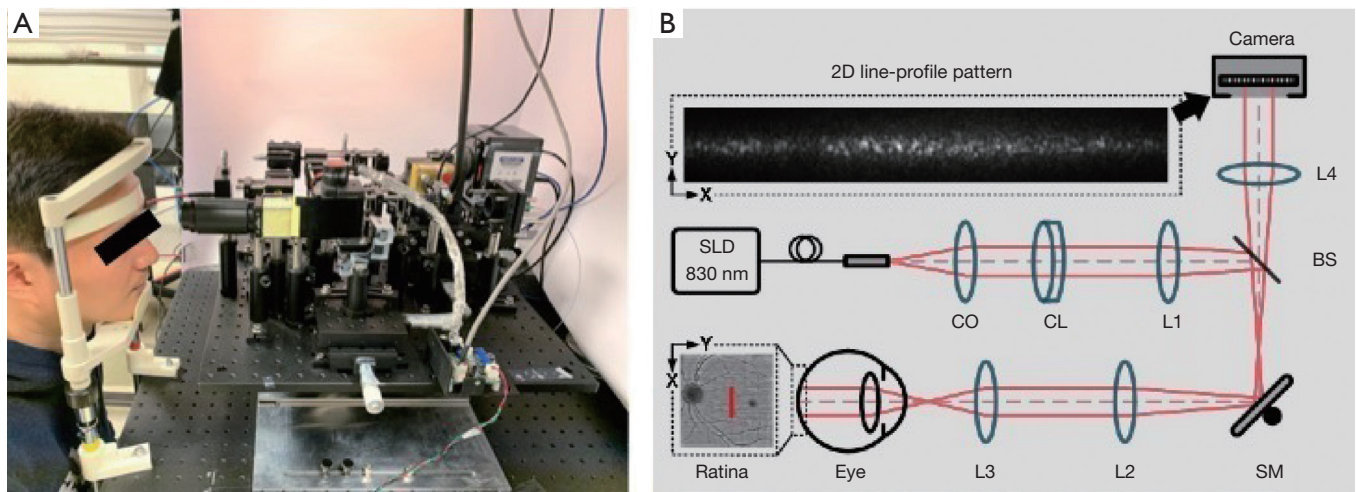 A
B
Camera
2D line-profile pattern
Y
X
L4
SLD
830 nm
BS
CO
CL
L1
Y
X
Ratina
Eye
L3
L2
SM